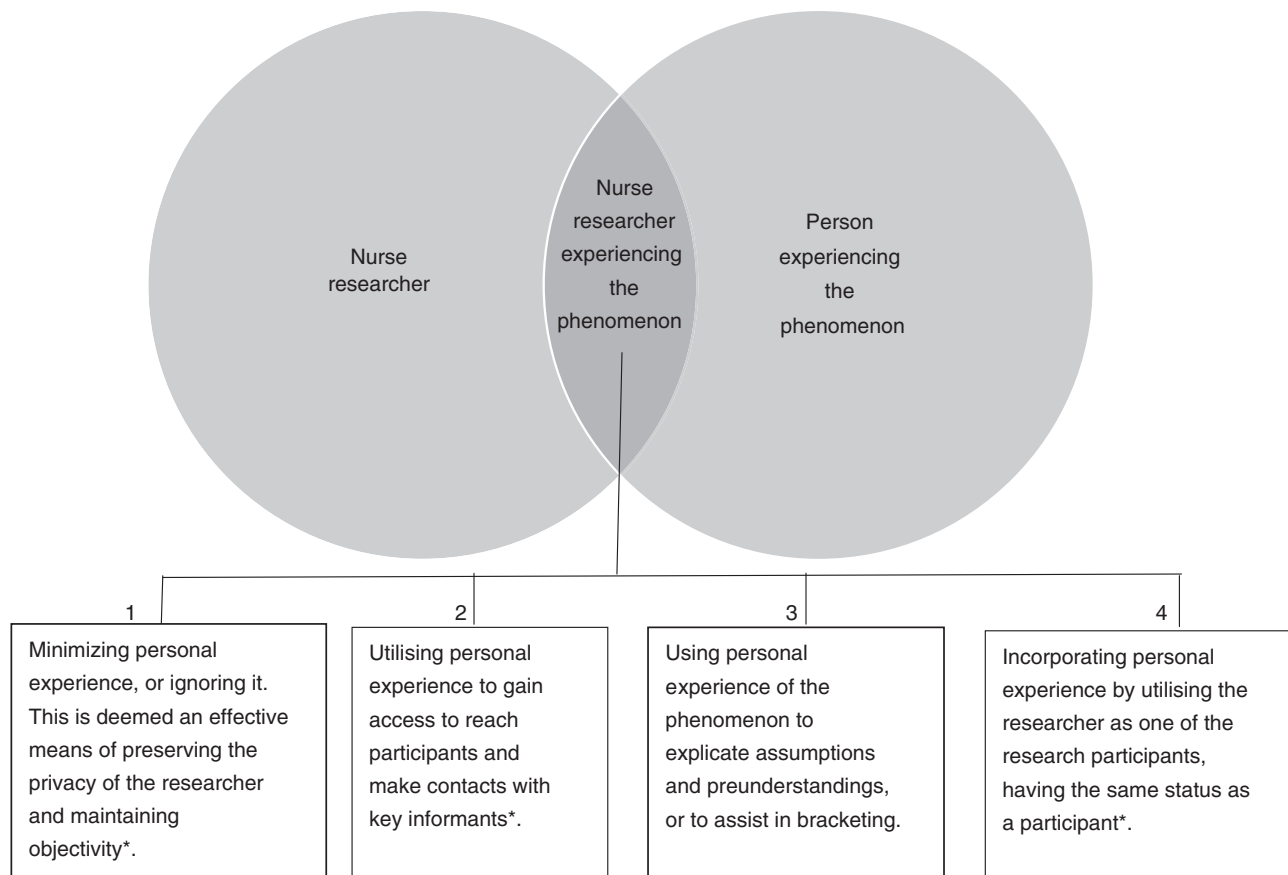 Nurse
researcher
Nurse
researcher
experiencing
the
phenomenon
Person
experiencing
the
phenomenon
1
Minimizing personal
experience, or ignoring it.
This is deemed an effective
means of preserving the
privacy of the researcher
and maintaining
objectivity*.
2
Utilising personal
experience to gain
access to reach
participants and
make contacts with
key informants*.
3
Using personal
experience of the
phenomenon to
explicate assumptions
and preunderstandings,
or to assist in bracketing.
4
Incorporating personal
experience by utilising the
researcher as one of the
research participants,
having the same status as
a participant*.